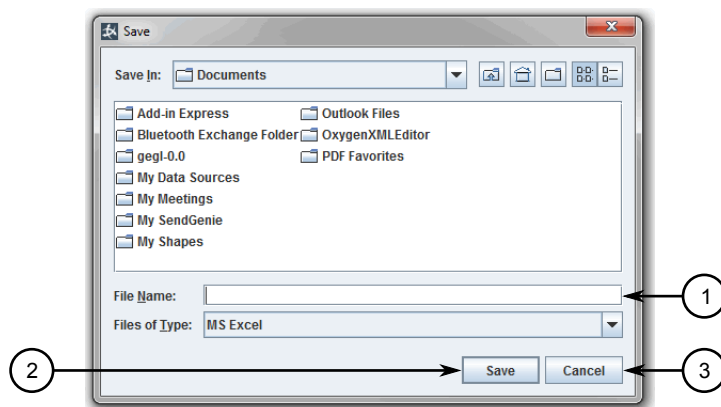 Save
Save In: Documents
Add-in Express Outlook Files
Bluetooth Exchange Folder OxygenXMLEditor
gegl-0.0 PDF Favorites
My Data Sources
My Meetings
My SendGenie
My Shapes
File Name: 1
Files of Type: MS Excel
2 Save Cancel 3